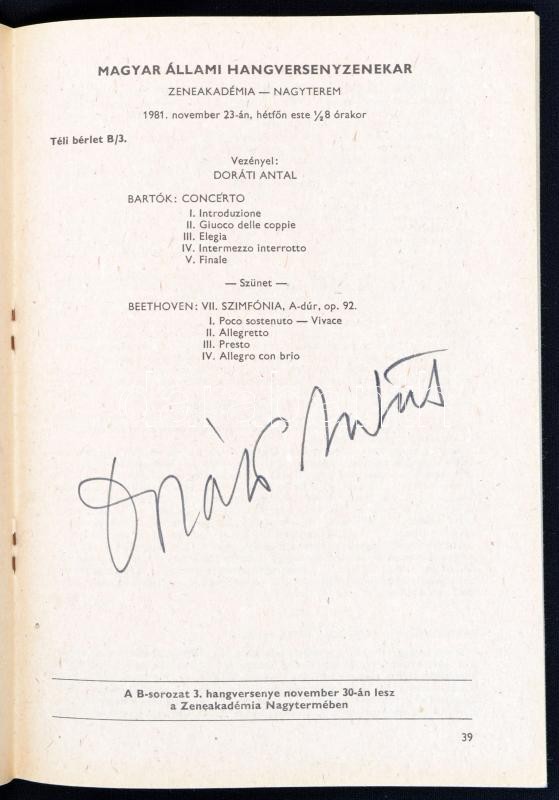 MAGYAR ÁLLAMI HANGVERSENYZENEKAR
ZENEAKADÉMIA — NAGYTEREM
1981. november 23-án, hétfőn este ½8 órakor
Téli bérlet B/3.
Vezényel:
DORÁTI ANTAL
BARTÓK: CONCERTO
I. Introduzione
II. Giuoco delle coppie
III. Elegia
IV. Intermezzo interrotto
V. Finale
— Szünet —
BEETHOVEN: VII. SZIMFÓNIA, A-dúr, op. 92.
I. Poco sostenuto — Vivace
II. Allegretto
III. Presto
IV. Allegro con brio
Doráti Antal
A B-sorozat 3. hangversenye november 30-án lesz
a Zeneakadémia Nagytermében
39